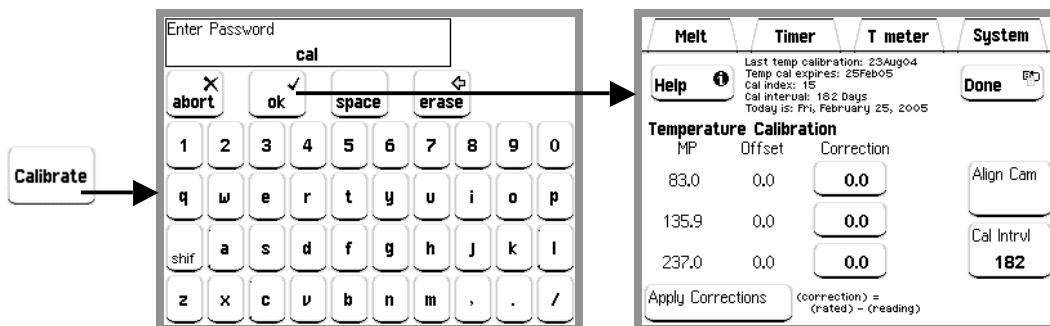 Calibrate
Enter Password
cal
abort ok space erase
1 2 3 4 5 6 7 8 9 0
q w e r t y u i o p
shif a s d f g h j k l
z x c v b n m , . /
Melt Timer T meter System
Help
Last temp calibration: 23Aug04
Temp cal expires: 25Feb05
Cal index: 15
Cal interval: 182 Days
Today is: Fri, February 25, 2005
Done
Temperature Calibration
MP Offset Correction
83.0 0.0 0.0
135.9 0.0 0.0
237.0 0.0 0.0
Align Cam
Cal Intrvl
182
Apply Corrections
(correction) =
(rated) - (reading)